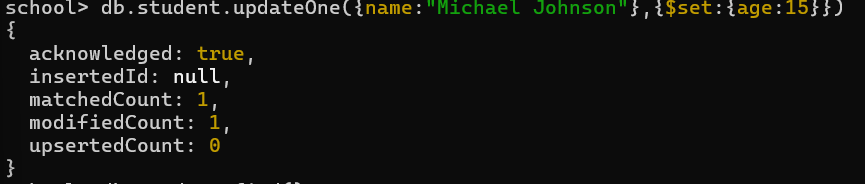 school> db.student.updateOne({name:"Michael Johnson"},{$set:{age:15}})
{
  acknowledged: true,
  insertedId: null,
  matchedCount: 1,
  modifiedCount: 1,
  upsertedCount: 0
}